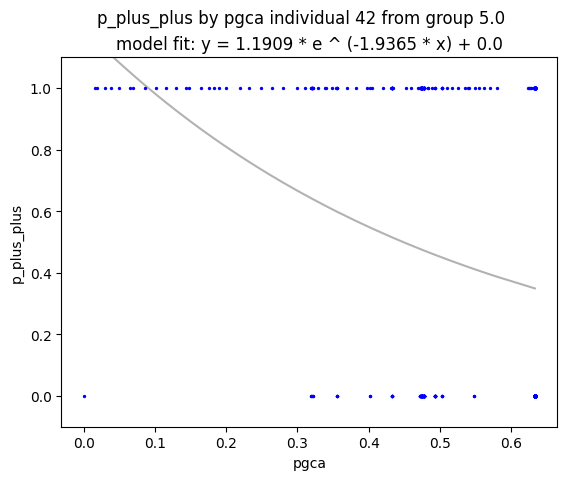 p_plus_plus by pgca individual 42 from group 5.0
model fit: y = 1.1909 * e ^ (-1.9365 * x) + 0.0
1.0
0.8
0.6
0.4
0.2
0.0
p_plus_plus
0.0 0.1 0.2 0.3 0.4 0.5 0.6
pgca